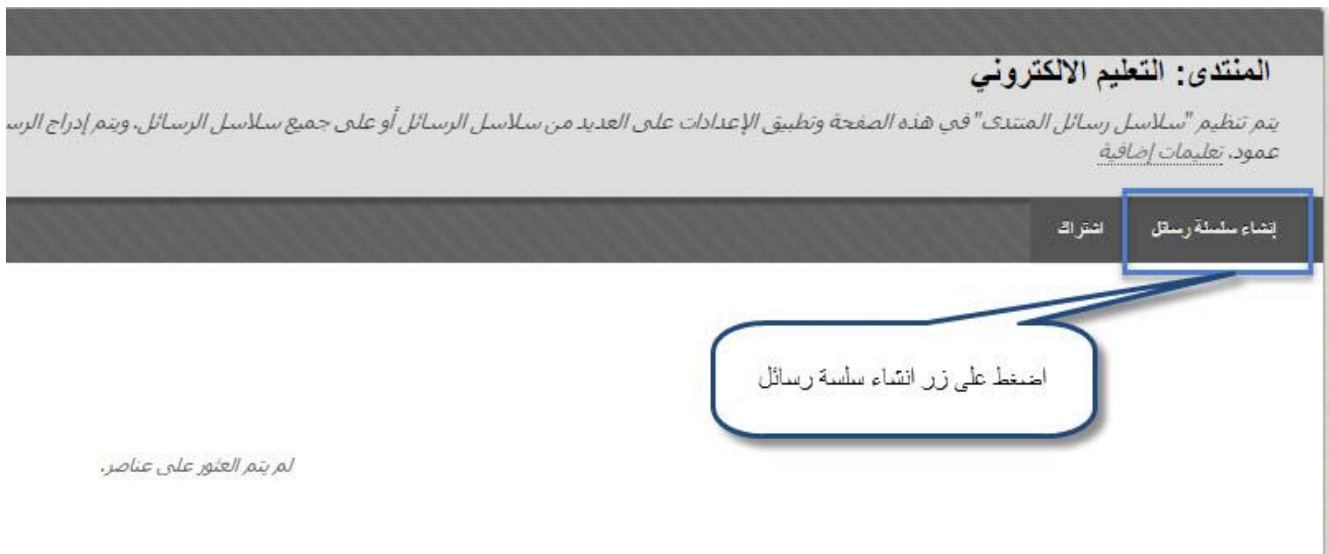 المنتدى: التعليم الالكتروني
يتم تنظيم "سلاسل رسائل المنتدى" في هذه الصفحة وتطبيق الإعدادات على العديد من سلاسل الرسائل أو على جميع سلاسل الرسائل. ويتم إدراج
عمود. تعليمات إضافية
إنشاء سلسلة رسائل
اشتراك
اضغط على زر انشاء سلسة رسائل
لم يتم العثور على عناصر.